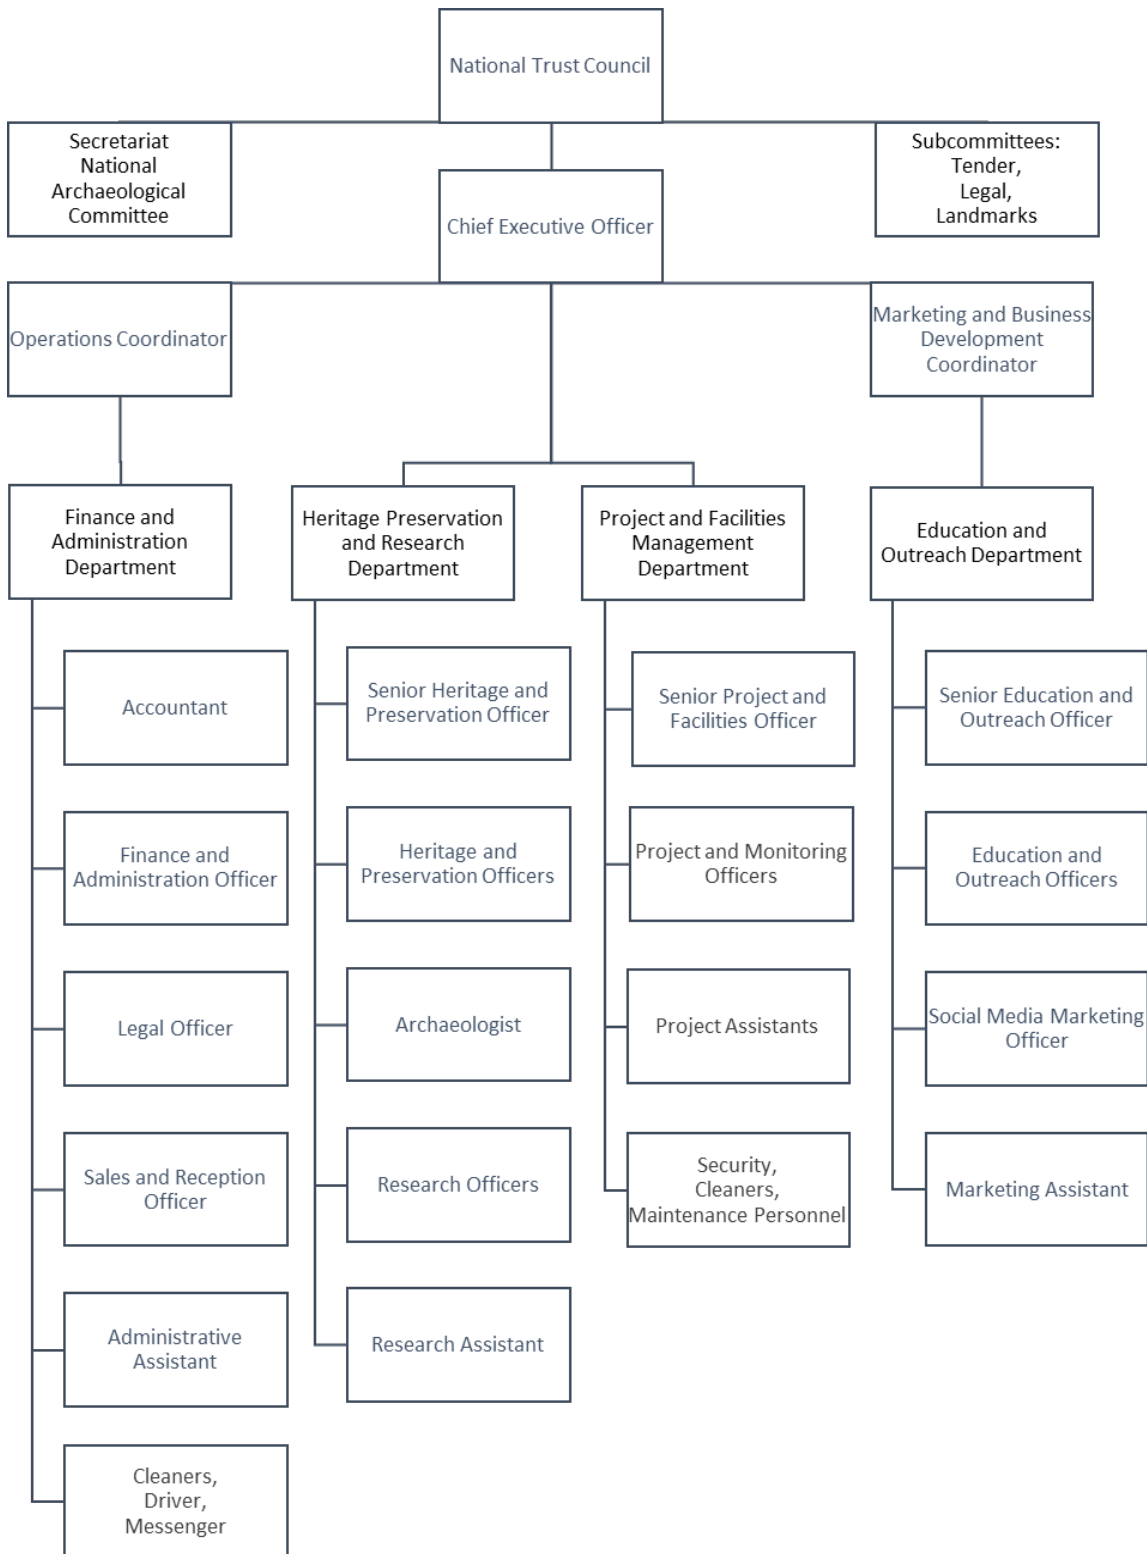 National Trust Council
Secretariat
National
Archaeological
Committee
Subcommittees:
Tender,
Legal,
Landmarks
Chief Executive Officer
Operations Coordinator
Marketing and Business
Development
Coordinator
Finance and
Administration
Department
Heritage Preservation
and Research
Department
Project and Facilities
Management
Department
Education and
Outreach Department
Accountant
Finance and
Administration Officer
Legal Officer
Sales and Reception
Officer
Administrative
Assistant
Cleaners,
Driver,
Messenger
Senior Heritage and
Preservation Officer
Heritage and
Preservation Officers
Archaeologist
Research Officers
Research Assistant
Senior Project and
Facilities Officer
Project and Monitoring
Officers
Project Assistants
Security,
Cleaners,
Maintenance Personnel
Senior Education and
Outreach Officer
Education and
Outreach Officers
Social Media Marketing
Officer
Marketing Assistant